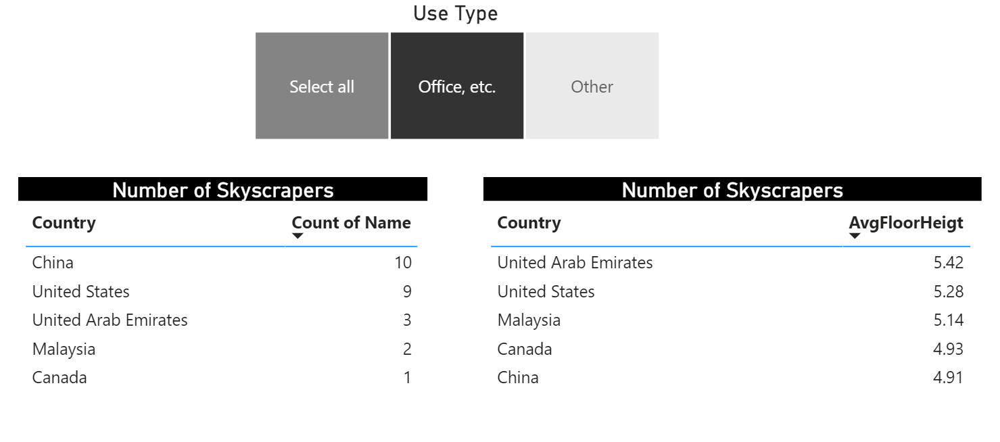 Use Type
Select all Office, etc. Other
Number of Skyscrapers
Country Count of Name
China 10
United States 9
United Arab Emirates 3
Malaysia 2
Canada 1
Number of Skyscrapers
Country AvgFloorHeigt
United Arab Emirates 5.42
United States 5.28
Malaysia 5.14
Canada 4.93
China 4.91